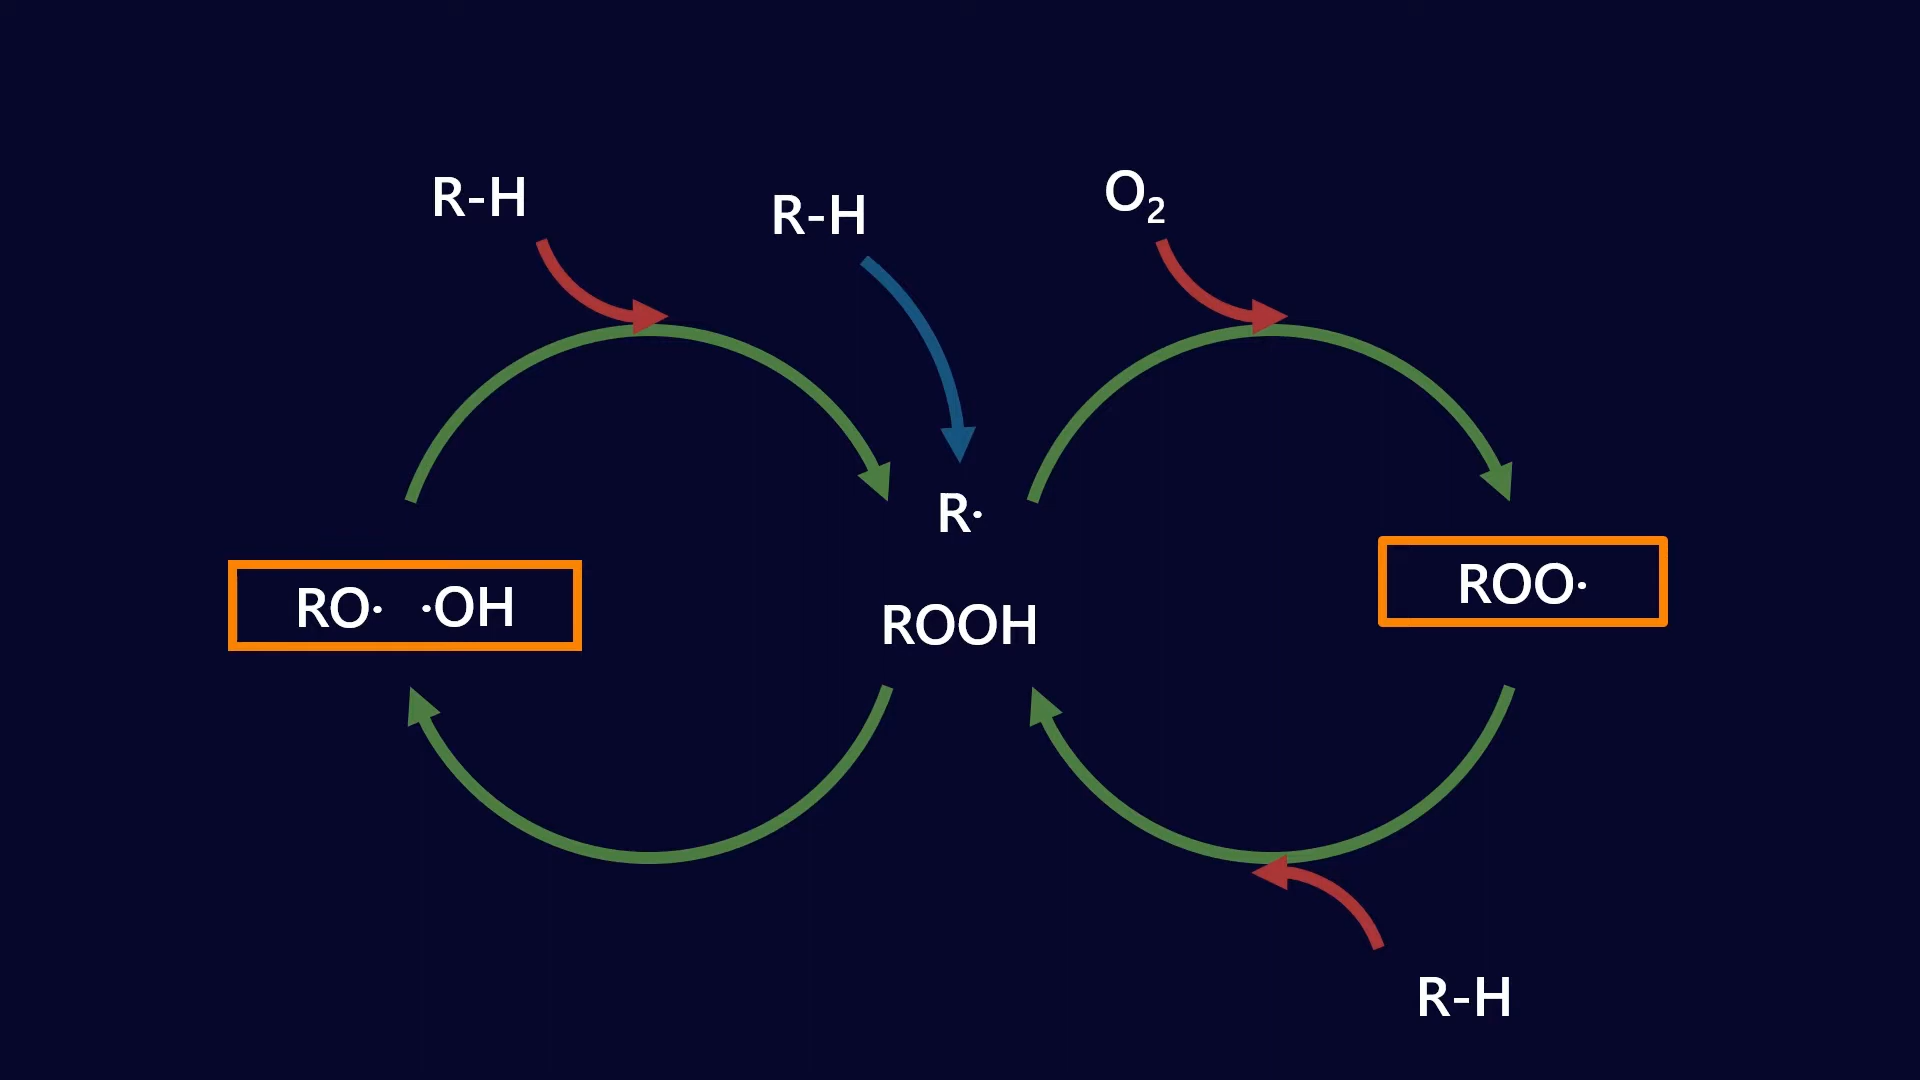 R-H
R-H
O₂
R·
RO· ·OH
ROO·
ROOH
R-H